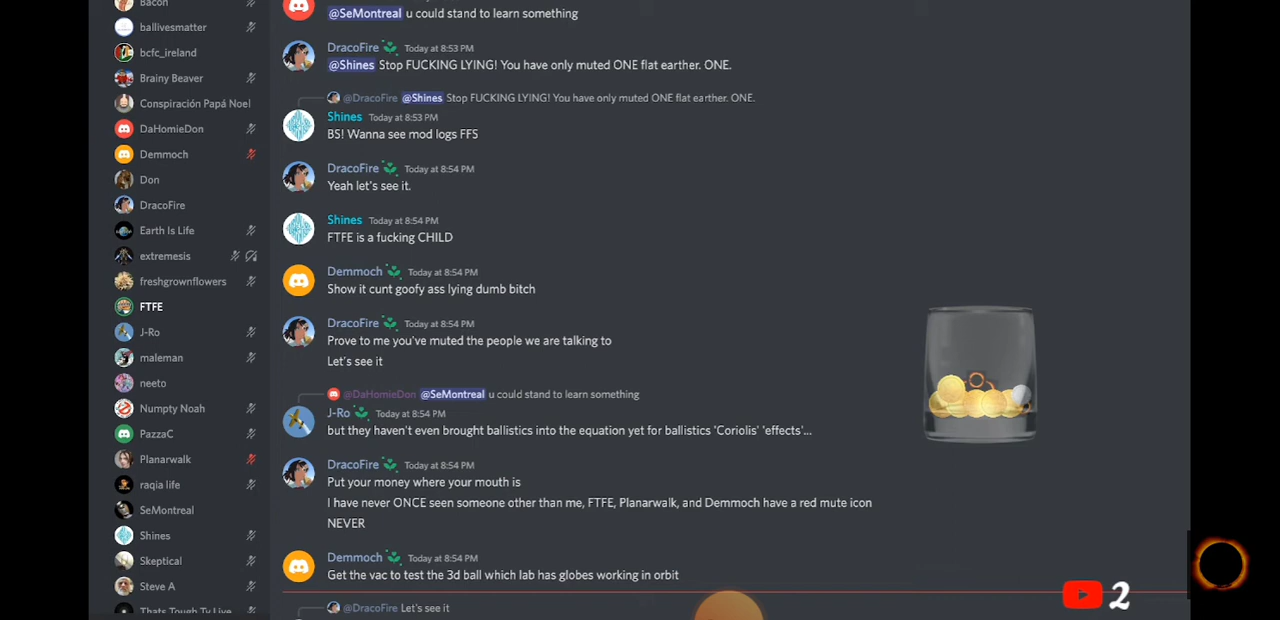 Bacon
ballivesmatter
bcfc_ireland
Brainy Beaver
Conspiración Papá Noel
DaHomieDon
Demmoch
Don
DracoFire
Earth Is Life
extremesis
freshgrownflowers
FTFE
J-Ro
maleman
neeto
Numpty Noah
PazzaC
Planarwalk
raqia life
SeMontreal
Shines
Skeptical
Steve A
Thats Tough Tv Live
@SeMontreal u could stand to learn something
DracoFire Today at 8:53 PM
@Shines Stop FUCKING LYING! You have only muted ONE flat earther. ONE.
@DracoFire @Shines Stop FUCKING LYING! You have only muted ONE flat earther. ONE.
Shines Today at 8:53 PM
BS! Wanna see mod logs FFS
DracoFire Today at 8:54 PM
Yeah let's see it.
Shines Today at 8:54 PM
FTFE is a fucking CHILD
Demmoch Today at 8:54 PM
Show it cunt goofy ass lying dumb bitch
DracoFire Today at 8:54 PM
Prove to me you've muted the people we are talking to
Let's see it
@DaHomieDon @SeMontreal u could stand to learn something
J-Ro Today at 8:54 PM
but they haven't even brought ballistics into the equation yet for ballistics 'Coriolis' 'effects'...
DracoFire Today at 8:54 PM
Put your money where your mouth is
I have never ONCE seen someone other than me, FTFE, Planarwalk, and Demmoch have a red mute icon
NEVER
Demmoch Today at 8:54 PM
Get the vac to test the 3d ball which lab has globes working in orbit
@DracoFire Let's see it
2